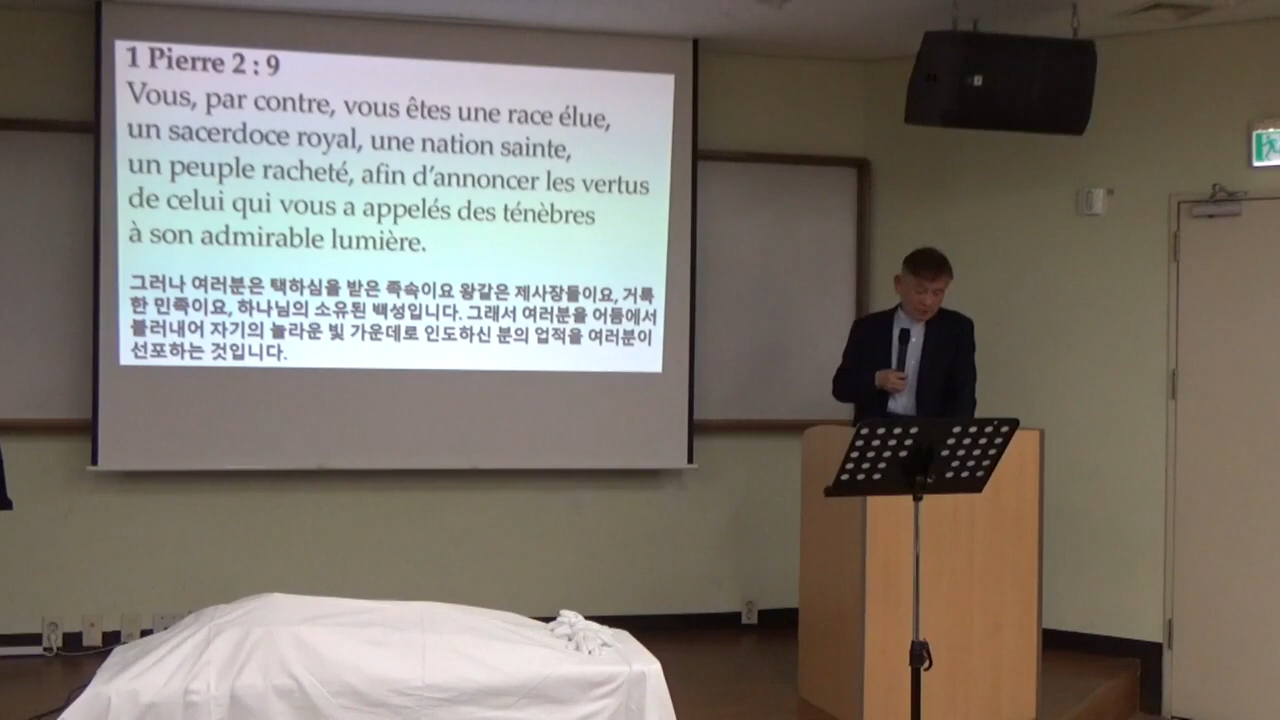 1 Pierre 2 : 9
Vous, par contre, vous êtes une race élue,
un sacerdoce royal, une nation sainte,
un peuple racheté, afin d'annoncer les vertus
de celui qui vous a appelés des ténèbres
à son admirable lumière.
그러나 여러분은 택하심을 받은 족속이요 왕같은 제사장들이요, 거룩
한 민족이요, 하나님의 소유된 백성입니다. 그래서 여러분을 어둠에서
불러내어 자기의 놀라운 빛 가운데로 인도하신 분의 업적을 여러분이
선포하는 것입니다.